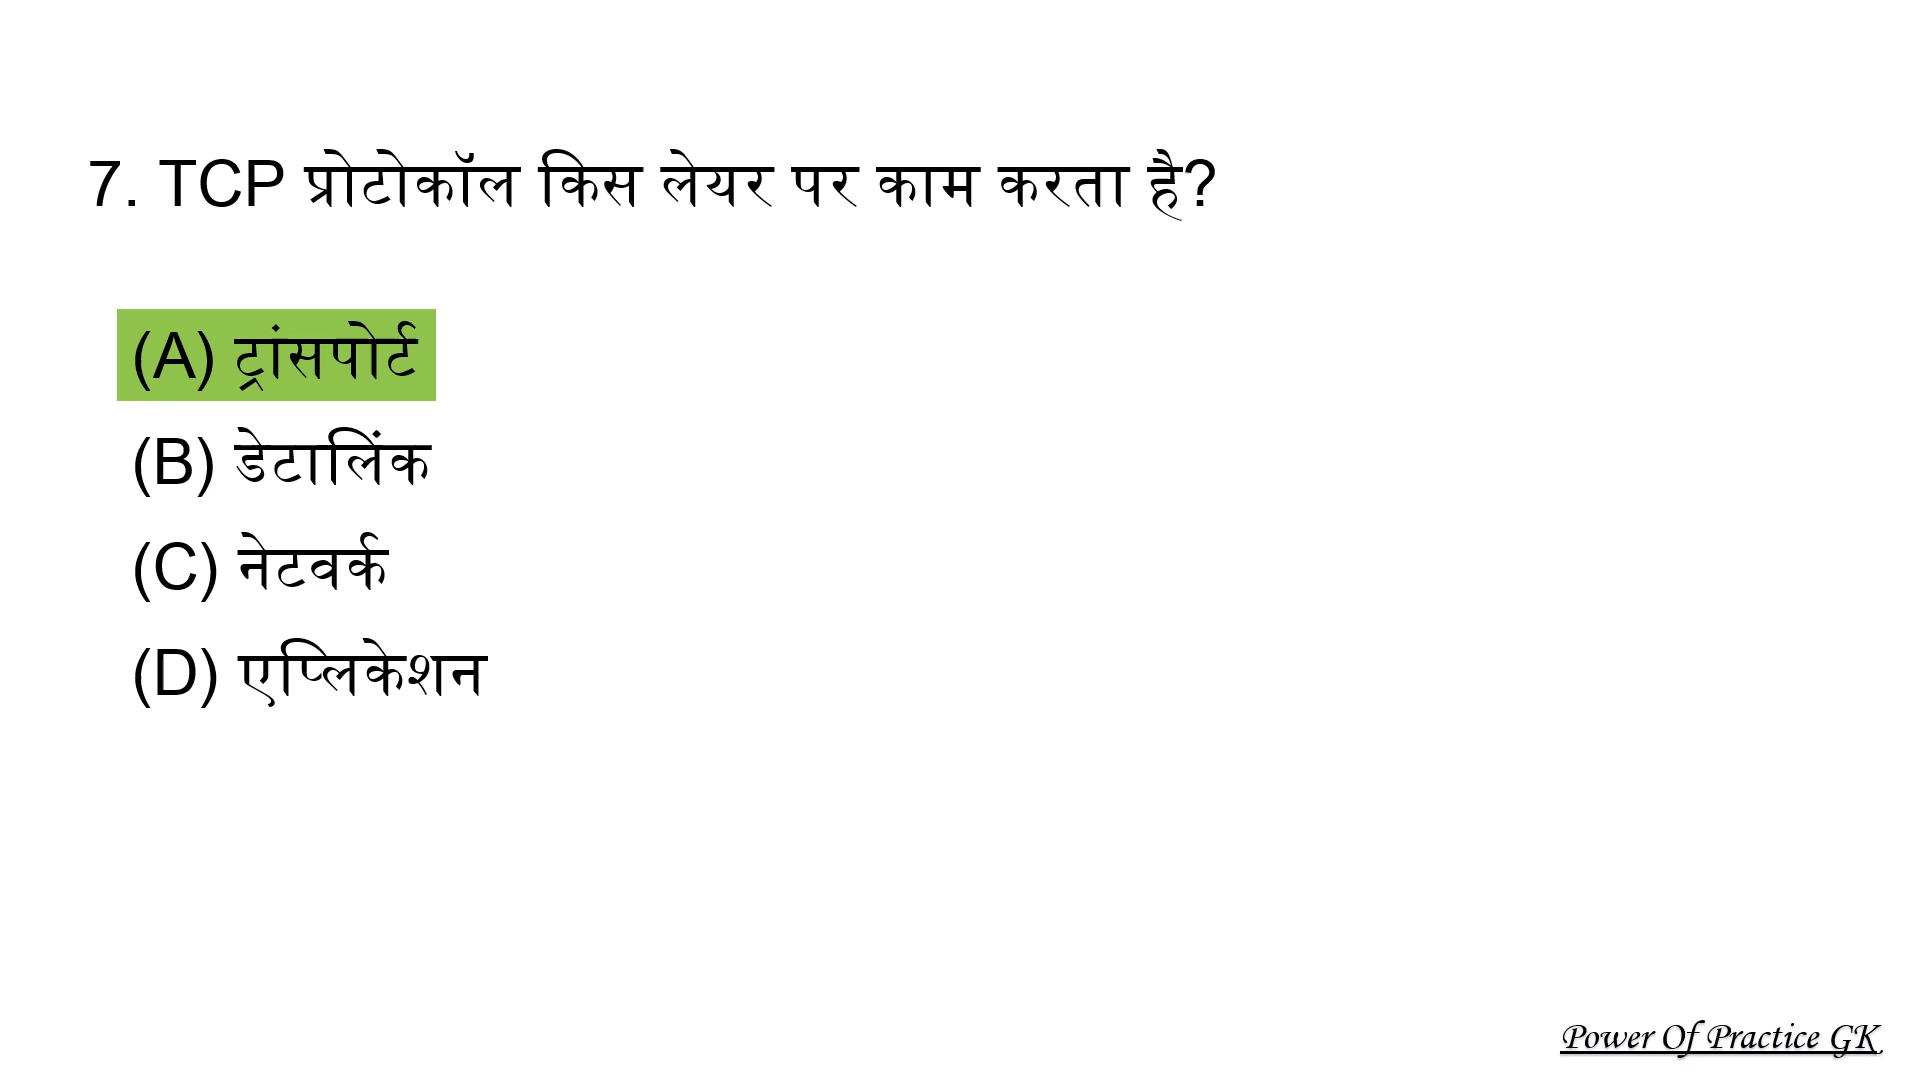 7. TCP प्रोटोकॉल किस लेयर पर काम करता है?
(A) ट्रांसपोर्ट
(B) डेटालिंक
(C) नेटवर्क
(D) एप्लिकेशन
Power Of Practice GK